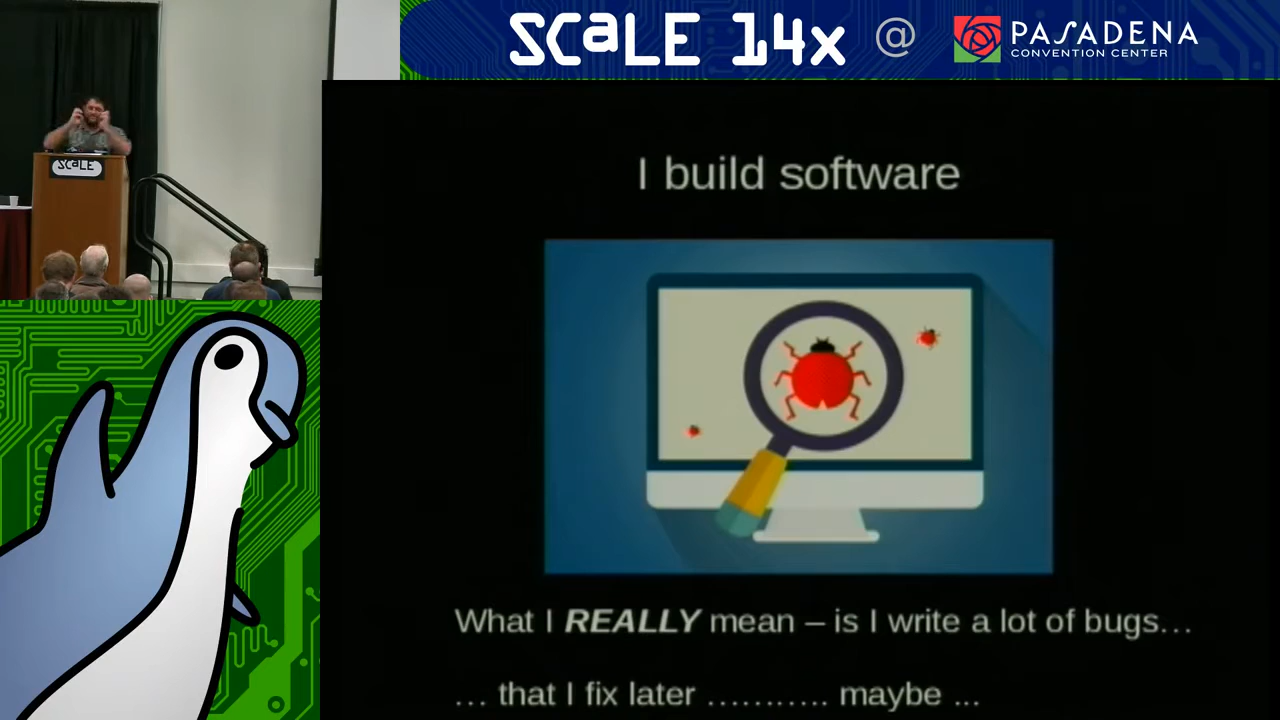 SCaLE 14x @ PASADENA
CONVENTION CENTER
SCaLE
I build software
What I REALLY mean – is I write a lot of bugs…
… that I fix later ……….. maybe ...